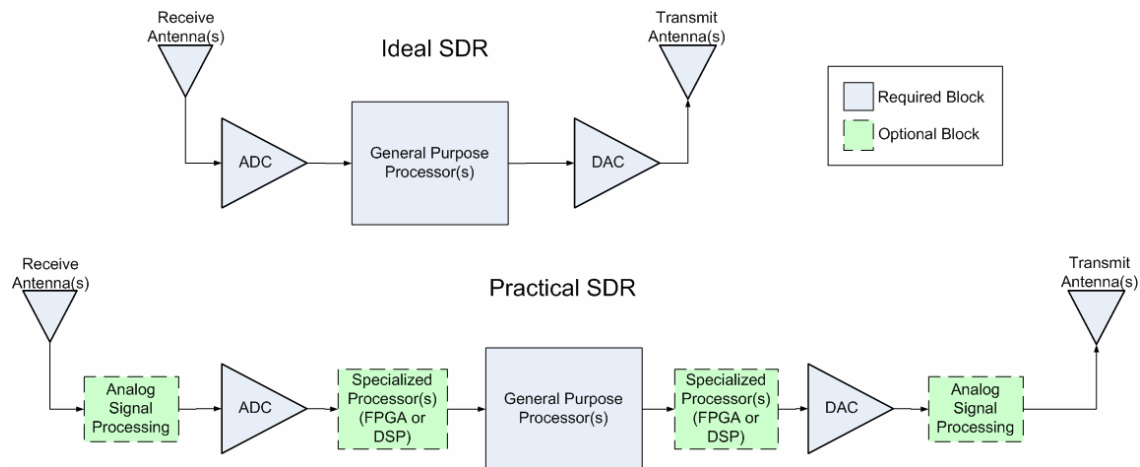 Receive
Antenna(s)
Ideal SDR
Transmit
Antenna(s)
Required Block
Optional Block
ADC
General Purpose
Processor(s)
DAC
Receive
Antenna(s)
Practical SDR
Transmit
Antenna(s)
Analog
Signal
Processing
ADC
Specialized
Processor(s)
(FPGA or
DSP)
General Purpose
Processor(s)
Specialized
Processor(s)
(FPGA or
DSP)
DAC
Analog
Signal
Processing